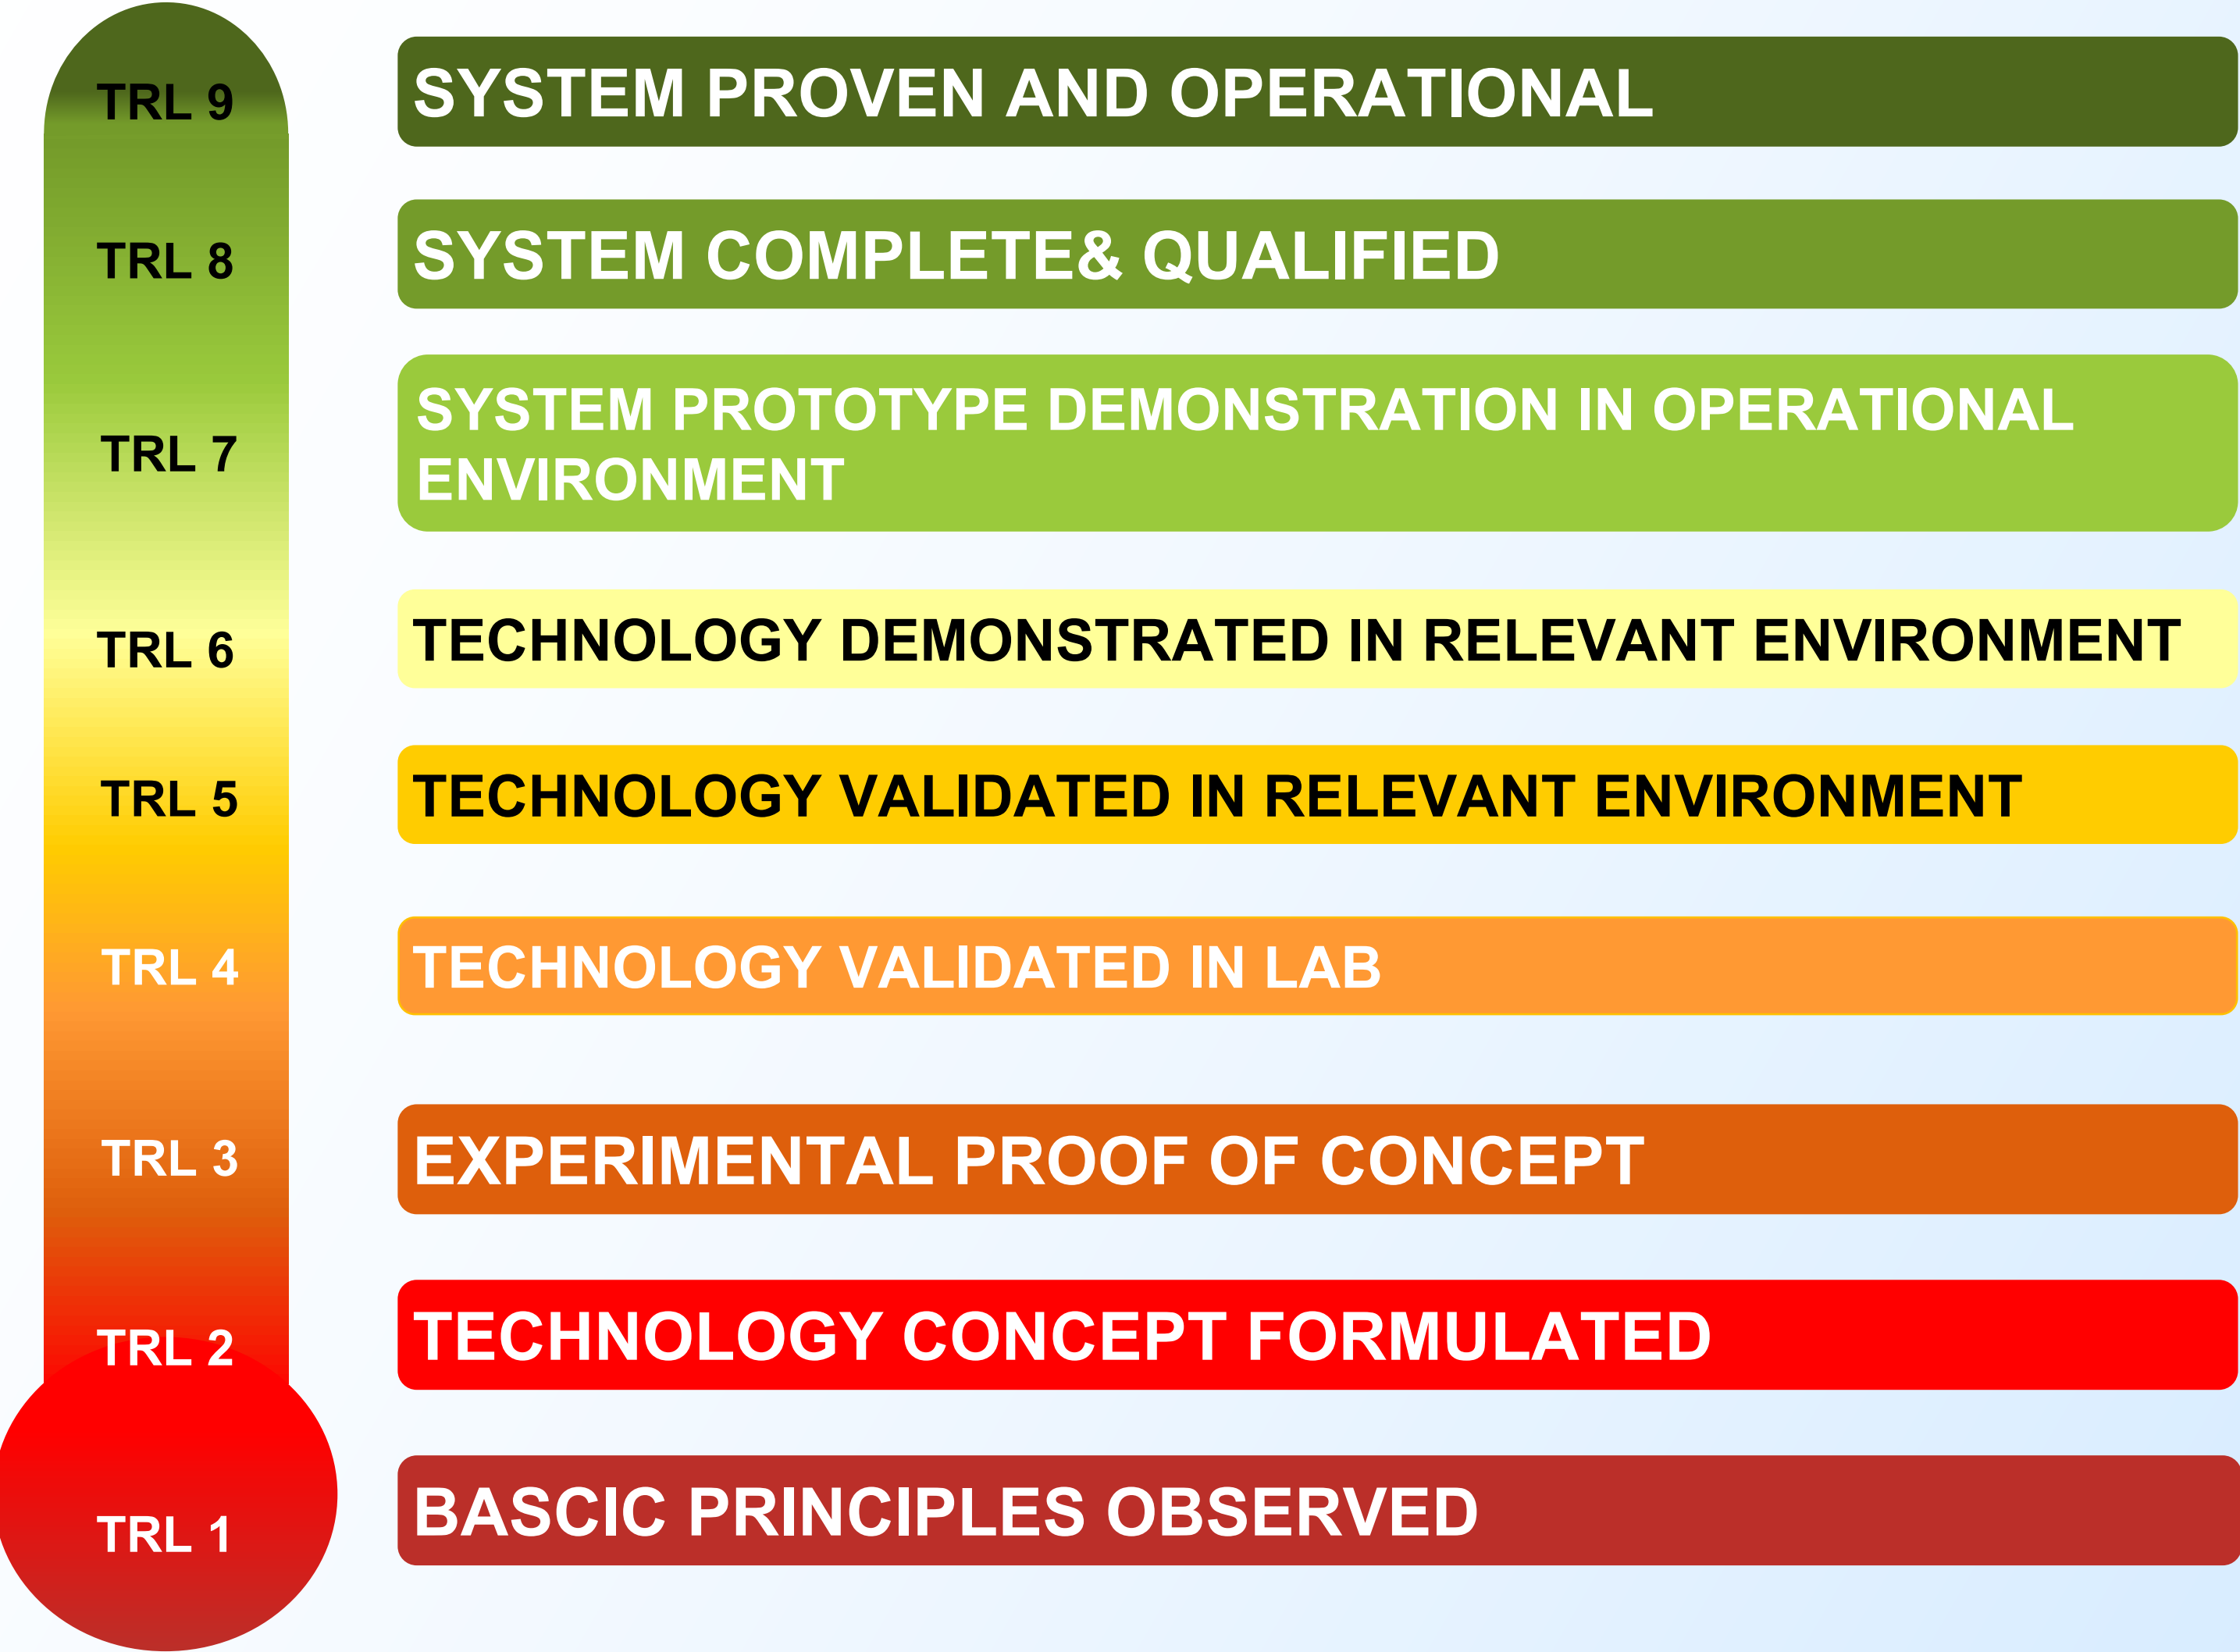 TRL 9
SYSTEM PROVEN AND OPERATIONAL
TRL 8
SYSTEM COMPLETE& QUALIFIED
TRL 7
SYSTEM PROTOTYPE DEMONSTRATION IN OPERATIONAL
ENVIRONMENT
TRL 6
TECHNOLOGY DEMONSTRATED IN RELEVANT ENVIRONMENT
TRL 5
TECHNOLOGY VALIDATED IN RELEVANT ENVIRONMENT
TRL 4
TECHNOLOGY VALIDATED IN LAB
TRL 3
EXPERIMENTAL PROOF OF CONCEPT
TRL 2
TECHNOLOGY CONCEPT FORMULATED
TRL 1
BASCIC PRINCIPLES OBSERVED